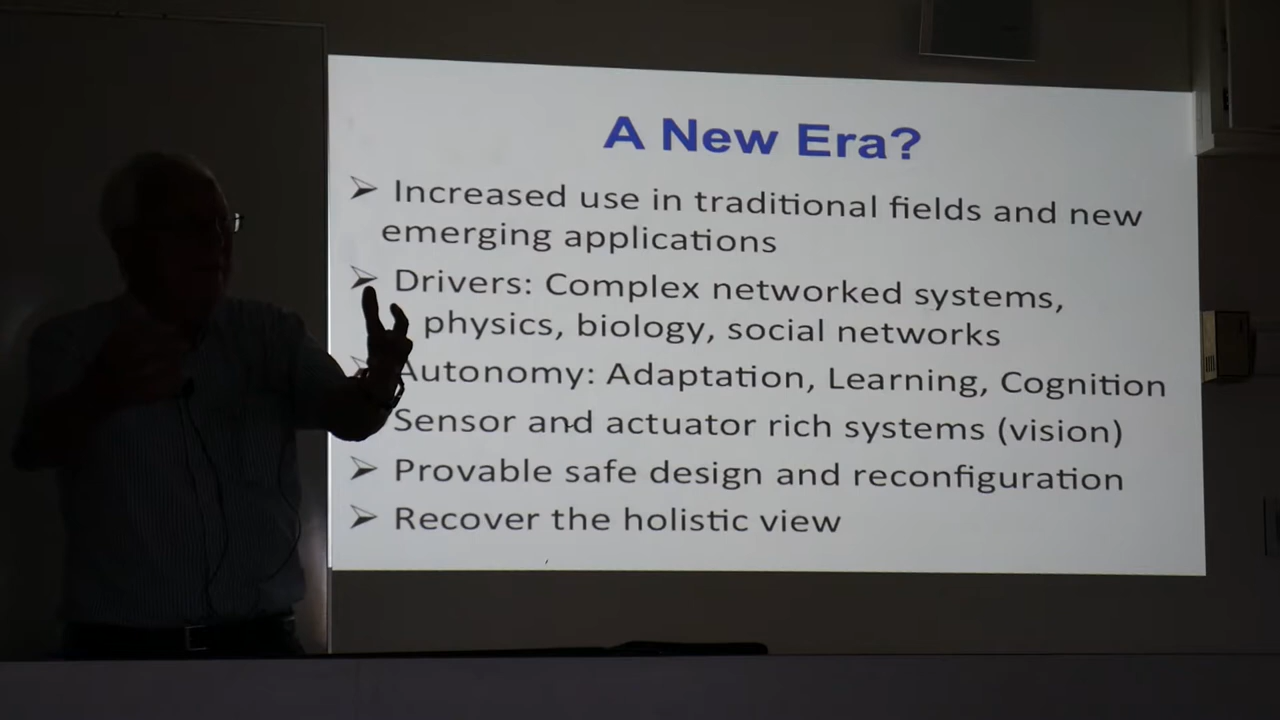 A New Era?
Increased use in traditional fields and new
emerging applications
Drivers: Complex networked systems,
physics, biology, social networks
Autonomy: Adaptation, Learning, Cognition
Sensor and actuator rich systems (vision)
Provable safe design and reconfiguration
Recover the holistic view